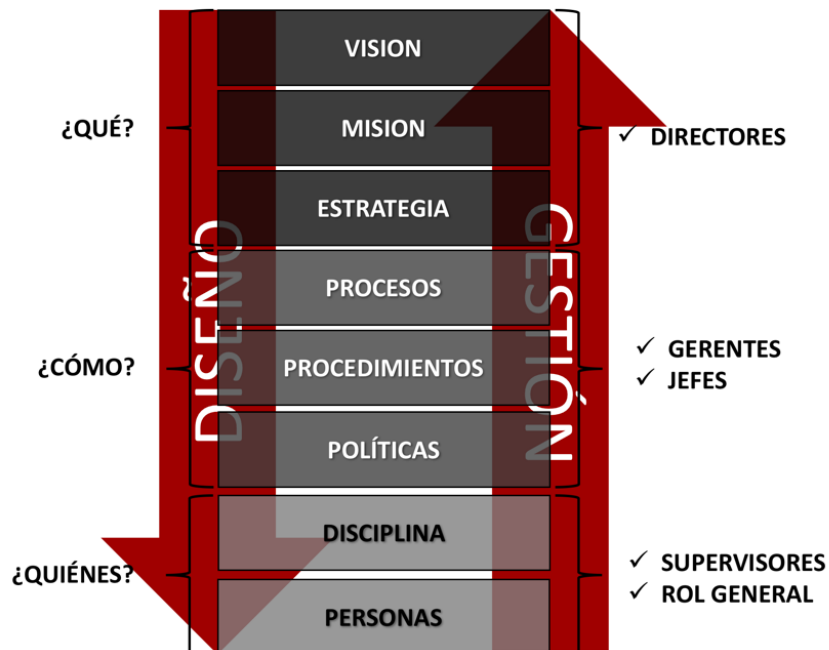 VISION
MISION
ESTRATEGIA
PROCESOS
PROCEDIMIENTOS
POLÍTICAS
DISCIPLINA
PERSONAS
¿QUÉ?
¿CÓMO?
¿QUIÉNES?
DISEÑO
GESTIÓN
✓ DIRECTORES
✓ GERENTES
✓ JEFES
✓ SUPERVISORES
✓ ROL GENERAL